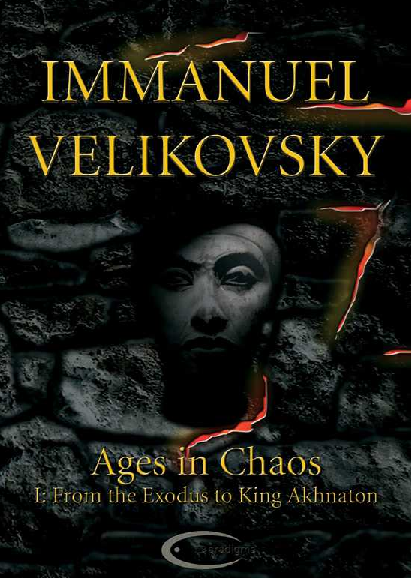 IMMANUEL
VELIKOVSKY
Ages in Chaos
I: From the Exodus to King Akhnaton